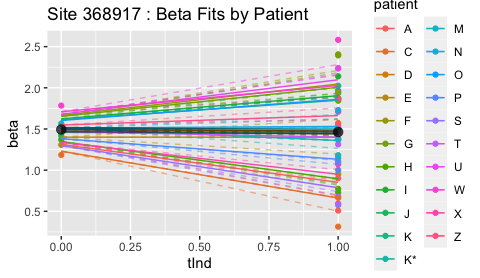 Site 368917 : Beta Fits by Patient
patient
2.5
2.0
1.5
1.0
0.5
beta
0.00
0.25
0.50
0.75
1.00
tInd
A
C
D
E
F
G
H
I
J
K
K*
M
N
O
P
S
T
U
W
X
Z